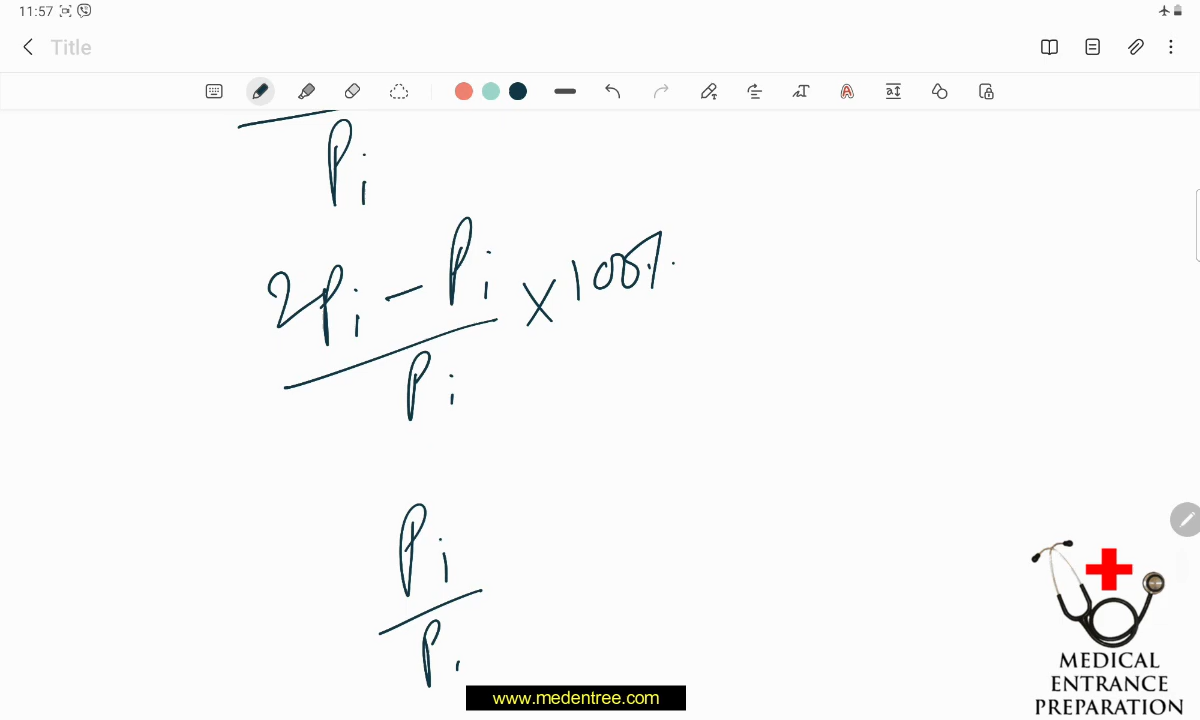 11:57
Title
Pi
2Pi - Pi × 100%
Pi
Pi
Pi
www.medentree.com
MEDICAL
ENTRANCE
PREPARATION